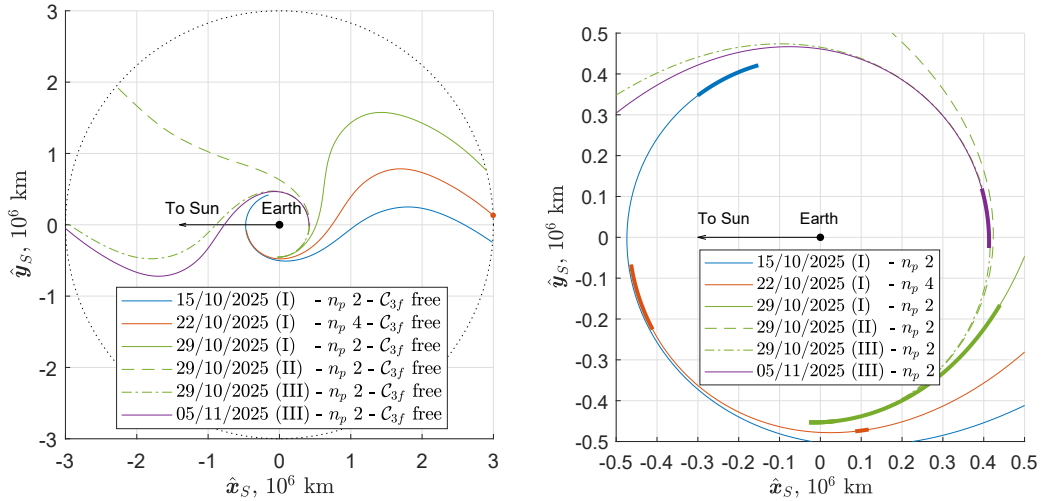 3
2
1
0
-1
-2
-3
-3
-2
-1
0
1
2
3
ŷ_S, 10^6 km
x̂_S, 10^6 km
To Sun
Earth
15/10/2025 (I) - n_p 2 - C_3f free
22/10/2025 (I) - n_p 4 - C_3f free
29/10/2025 (I) - n_p 2 - C_3f free
29/10/2025 (II) - n_p 2 - C_3f free
29/10/2025 (III) - n_p 2 - C_3f free
05/11/2025 (III) - n_p 2 - C_3f free
0.5
0.4
0.3
0.2
0.1
0
-0.1
-0.2
-0.3
-0.4
-0.5
-0.5
-0.4
-0.3
-0.2
-0.1
0
0.1
0.2
0.3
0.4
0.5
ŷ_S, 10^6 km
x̂_S, 10^6 km
To Sun
Earth
15/10/2025 (I) - n_p 2
22/10/2025 (I) - n_p 4
29/10/2025 (I) - n_p 2
29/10/2025 (II) - n_p 2
29/10/2025 (III) - n_p 2
05/11/2025 (III) - n_p 2